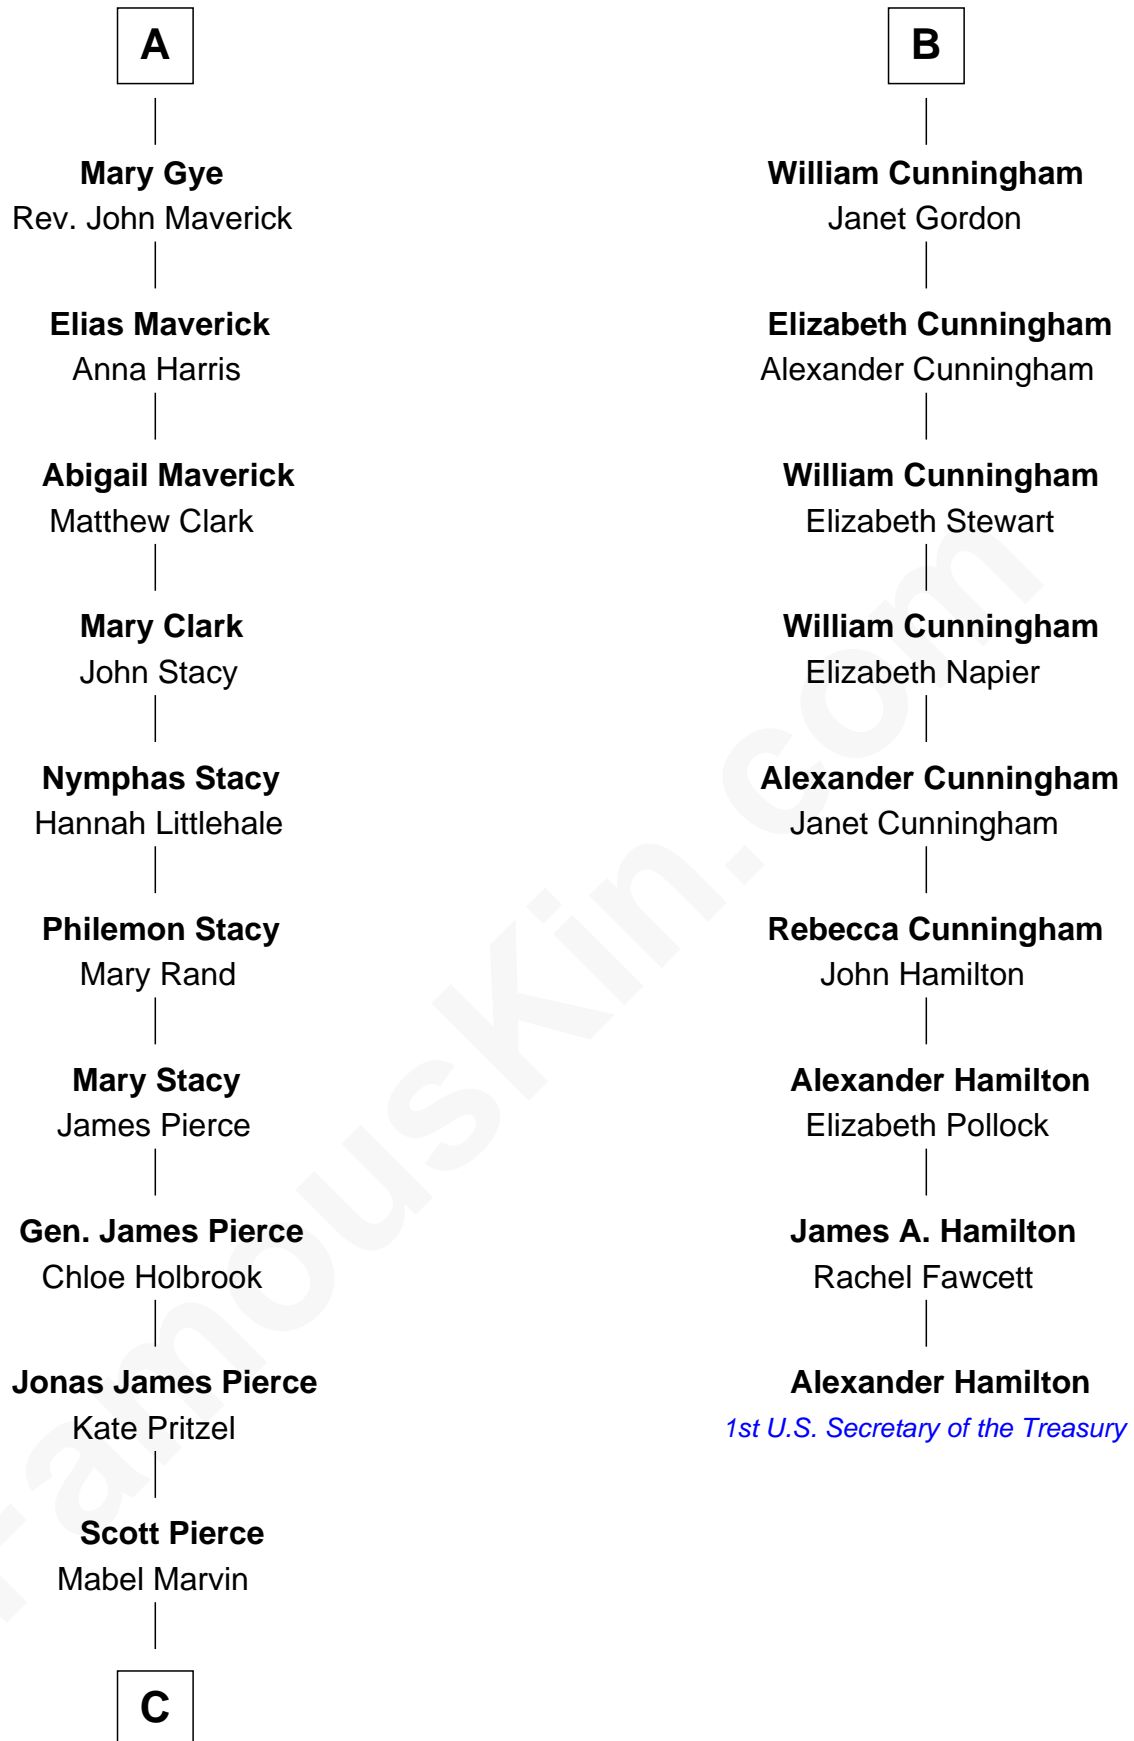 A
Mary Gye
Rev. John Maverick
Elias Maverick
Anna Harris
Abigail Maverick
Matthew Clark
Mary Clark
John Stacy
Nymphas Stacy
Hannah Littlehale
Philemon Stacy
Mary Rand
Mary Stacy
James Pierce
Gen. James Pierce
Chloe Holbrook
Jonas James Pierce
Kate Pritzel
Scott Pierce
Mabel Marvin
C
B
William Cunningham
Janet Gordon
Elizabeth Cunningham
Alexander Cunningham
William Cunningham
Elizabeth Stewart
William Cunningham
Elizabeth Napier
Alexander Cunningham
Janet Cunningham
Rebecca Cunningham
John Hamilton
Alexander Hamilton
Elizabeth Pollock
James A. Hamilton
Rachel Fawcett
Alexander Hamilton
1st U.S. Secretary of the Treasury
FamousKin.com